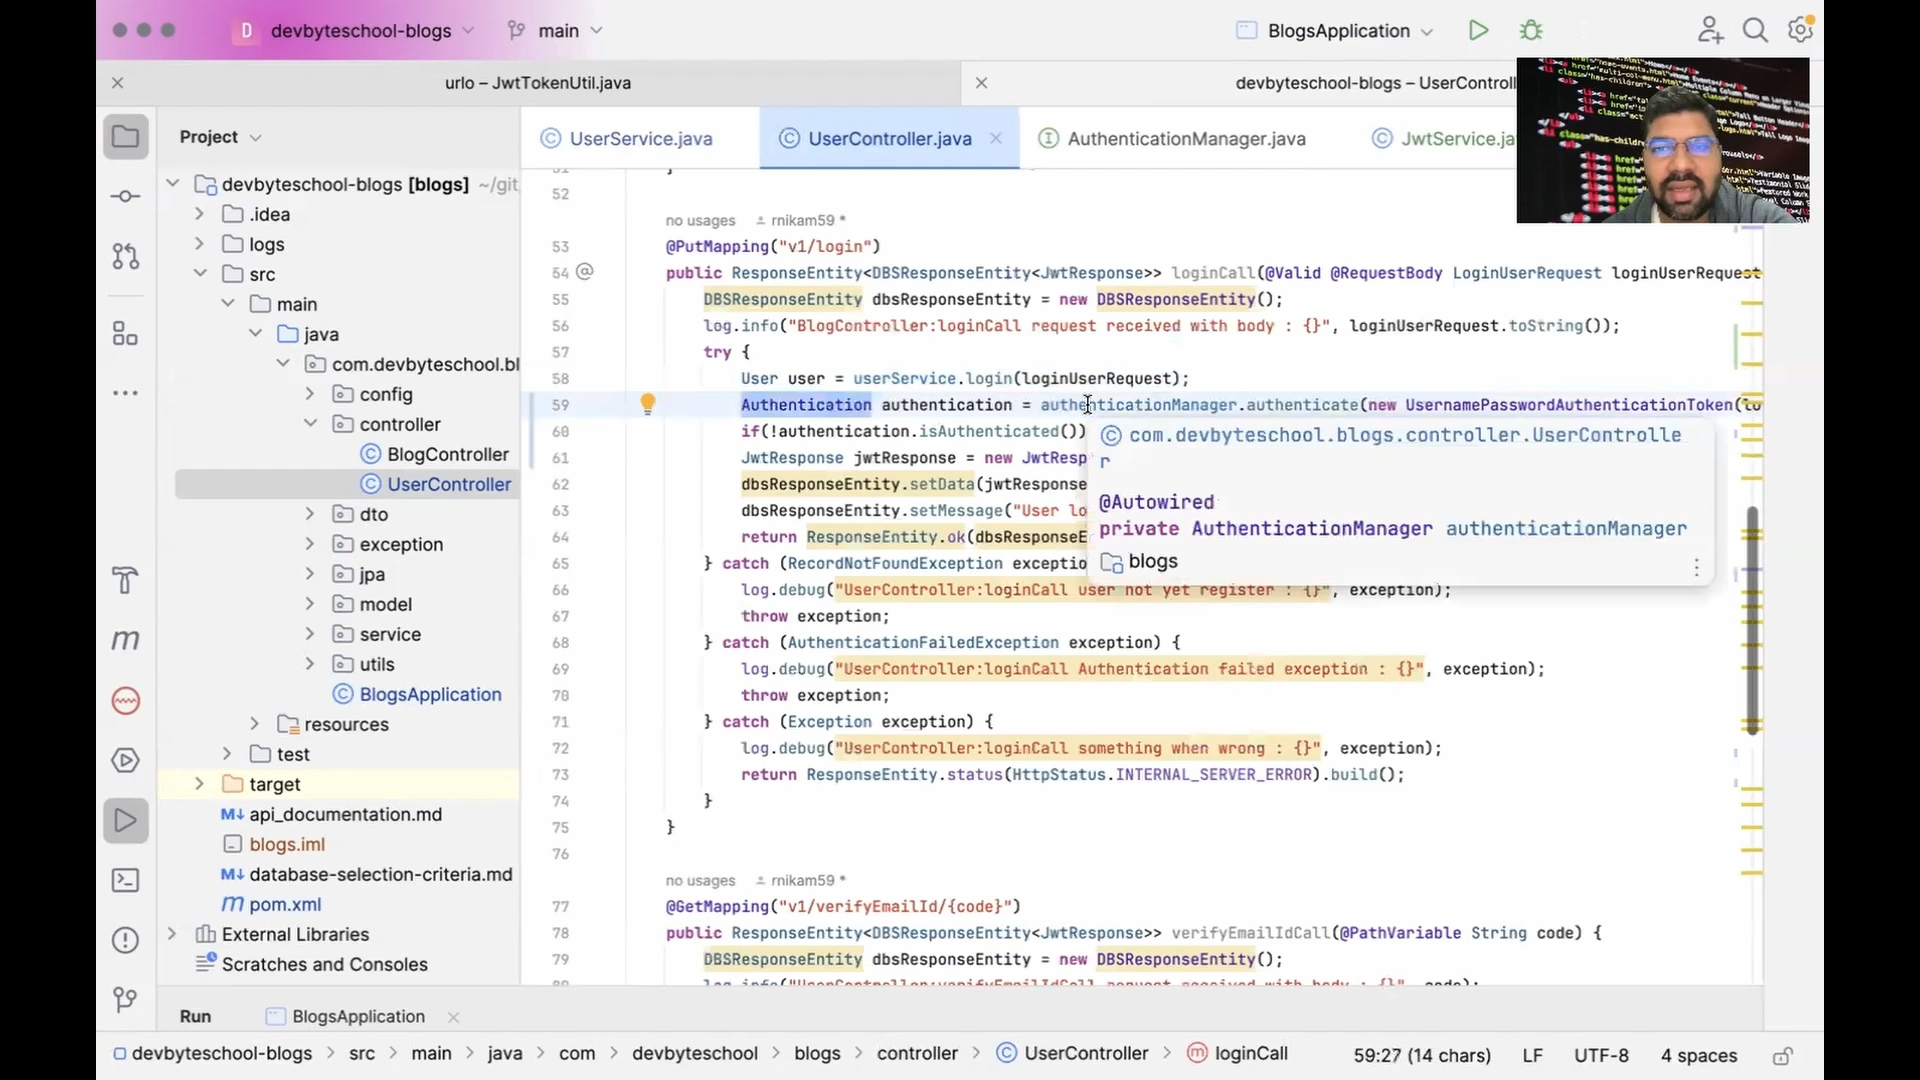 D devbyteschool-blogs main BlogsApplication
urlo – JwtTokenUtil.java devbyteschool-blogs – UserControll
Project
UserService.java UserController.java AuthenticationManager.java JwtService.ja
devbyteschool-blogs [blogs] ~/git
.idea
logs
src
main
java
com.devbyteschool.bl
config
controller
BlogController
UserController
dto
exception
jpa
model
service
utils
BlogsApplication
resources
test
target
api_documentation.md
blogs.iml
database-selection-criteria.md
pom.xml
External Libraries
Scratches and Consoles
52
no usages rnikam59 *
53 @PutMapping("v1/login")
54 public ResponseEntity<DBSResponseEntity<JwtResponse>> loginCall(@Valid @RequestBody LoginUserRequest loginUserRequest
55 DBSResponseEntity dbsResponseEntity = new DBSResponseEntity();
56 log.info("BlogController:loginCall request received with body : {}", loginUserRequest.toString());
57 try {
58 User user = userService.login(loginUserRequest);
59 Authentication authentication = authenticationManager.authenticate(new UsernamePasswordAuthenticationToken(lo
60 if(!authentication.isAuthenticated())
61 JwtResponse jwtResponse = new JwtResp
62 dbsResponseEntity.setData(jwtResponse
63 dbsResponseEntity.setMessage("User lo
64 return ResponseEntity.ok(dbsResponseE
65 } catch (RecordNotFoundException exceptio
66 log.debug("UserController:loginCall user not yet register : {}", exception);
67 throw exception;
68 } catch (AuthenticationFailedException exception) {
69 log.debug("UserController:loginCall Authentication failed exception : {}", exception);
70 throw exception;
71 } catch (Exception exception) {
72 log.debug("UserController:loginCall something when wrong : {}", exception);
73 return ResponseEntity.status(HttpStatus.INTERNAL_SERVER_ERROR).build();
74 }
75 }
76
no usages rnikam59 *
77 @GetMapping("v1/verifyEmailId/{code}")
78 public ResponseEntity<DBSResponseEntity<JwtResponse>> verifyEmailIdCall(@PathVariable String code) {
79 DBSResponseEntity dbsResponseEntity = new DBSResponseEntity();
com.devbyteschool.blogs.controller.UserControlle
r
@Autowired
private AuthenticationManager authenticationManager
blogs
Run BlogsApplication
devbyteschool-blogs > src > main > java > com > devbyteschool > blogs > controller > UserController > loginCall 59:27 (14 chars) LF UTF-8 4 spaces